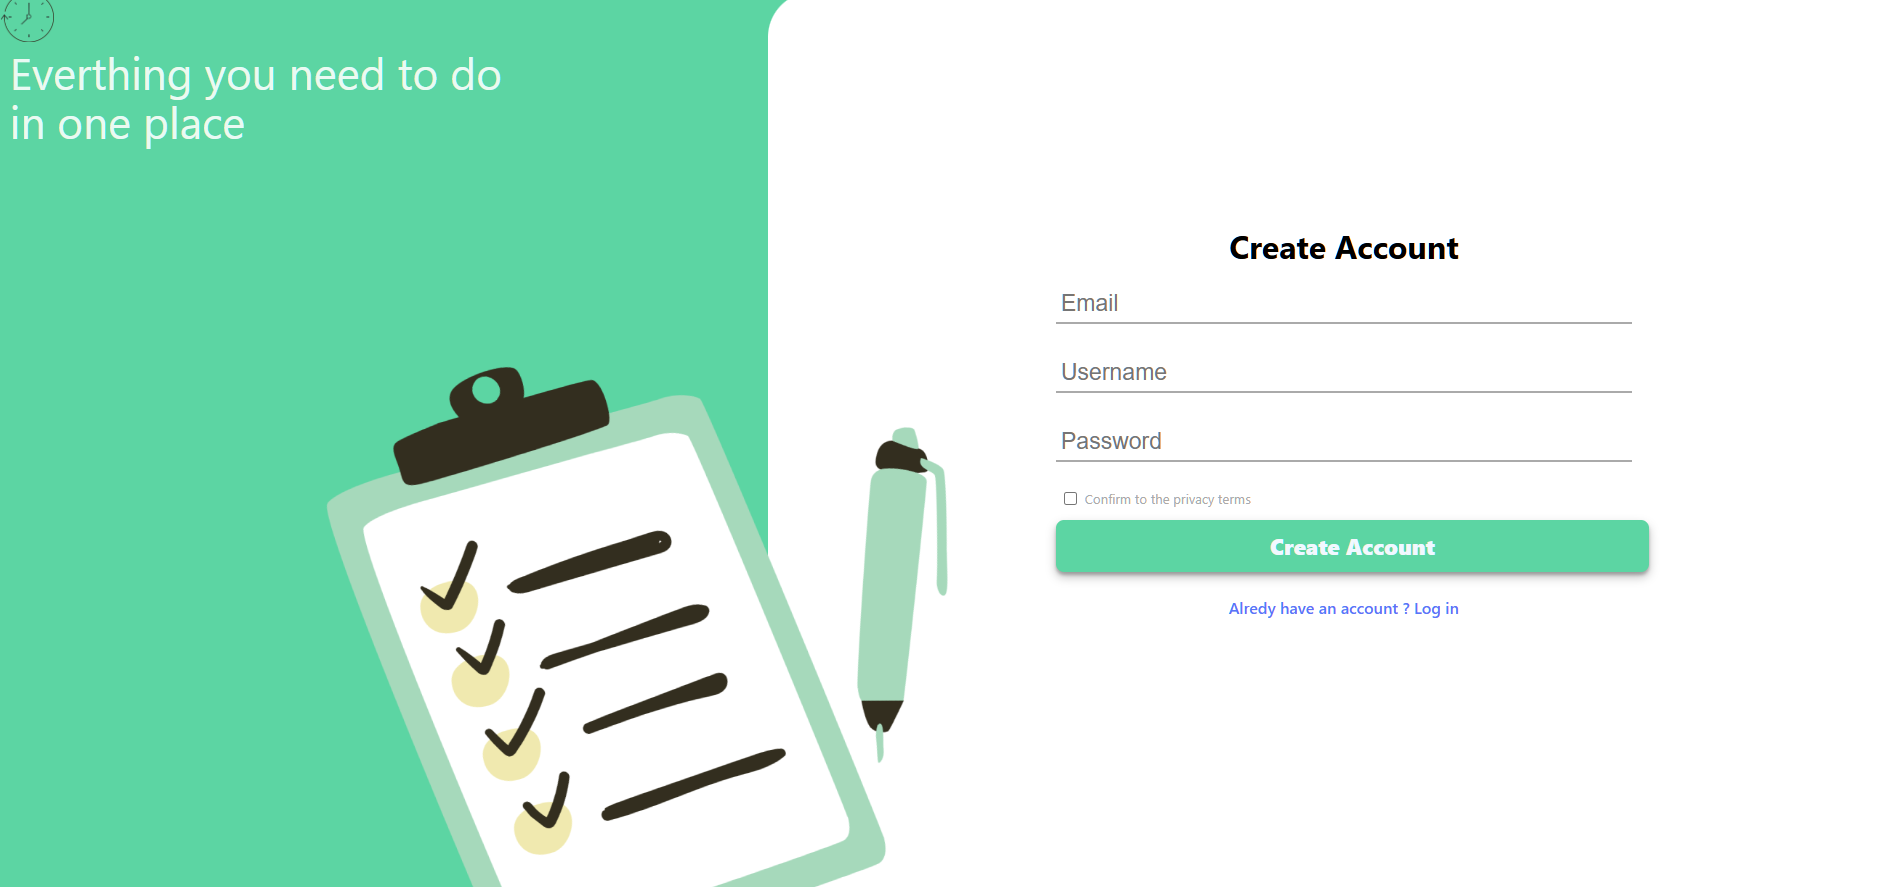 Everthing you need to do
in one place
Create Account
Email
Username
Password
Confirm to the privacy terms
Create Account
Alredy have an account ? Log in